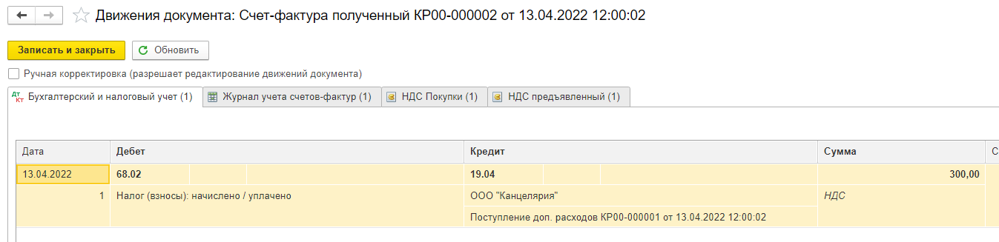 Движения документа: Счет-фактура полученный КР00-000002 от 13.04.2022 12:00:02
Записать и закрыть Обновить
Ручная корректировка (разрешает редактирование движений документа)
Дт Кт Бухгалтерский и налоговый учет (1) Журнал учета счетов-фактур (1) НДС Покупки (1) НДС предъявленный (1)
Дата Дебет Кредит Сумма С
13.04.2022 68.02 19.04 300,00
1 Налог (взносы): начислено / уплачено ООО "Канцелярия" НДС
Поступление доп. расходов КР00-000001 от 13.04.2022 12:00:02